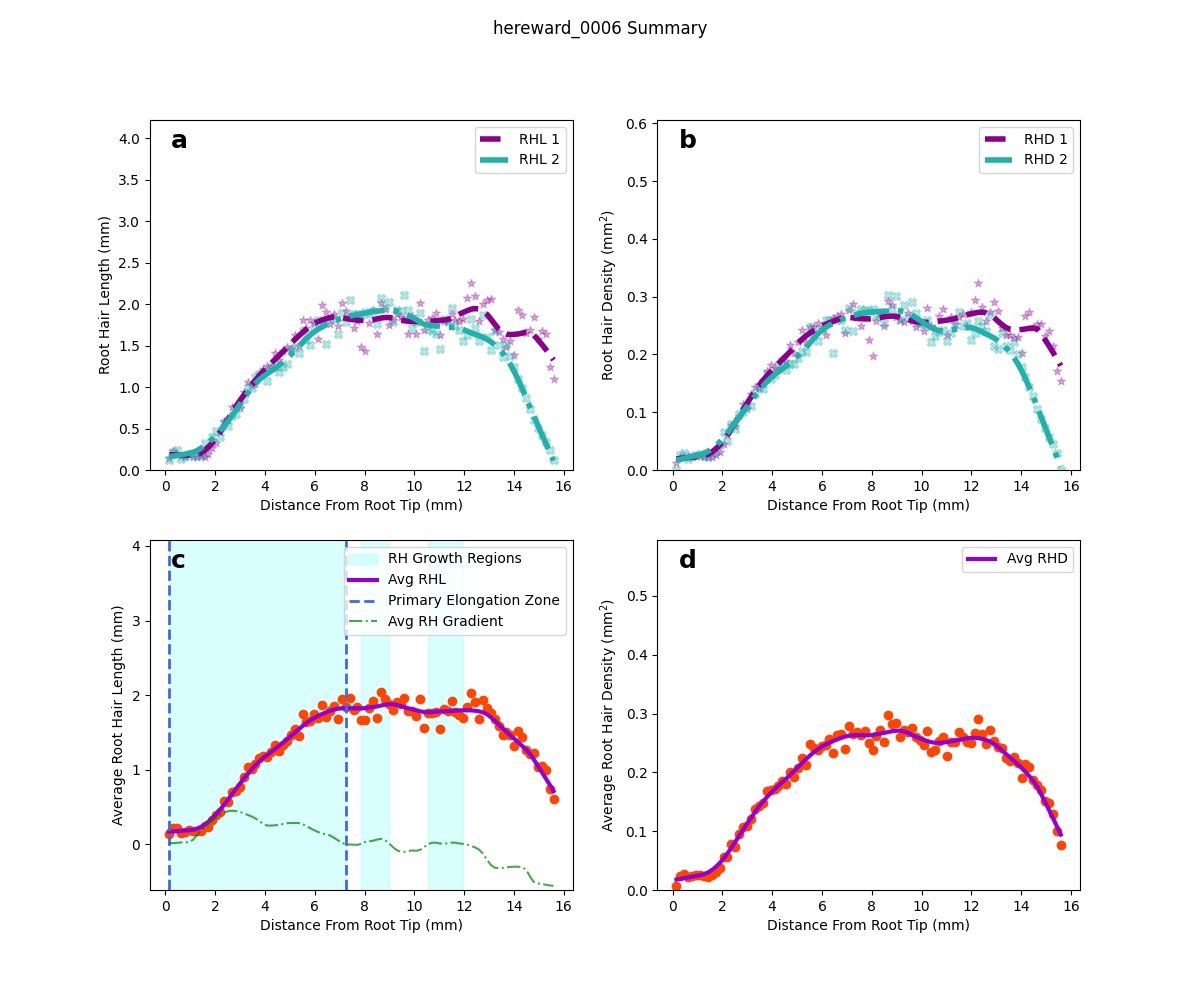 hereward_0006 Summary
a
RHL 1
RHL 2
4.0
3.5
3.0
2.5
2.0
1.5
1.0
0.5
0.0
Root Hair Length (mm)
0 2 4 6 8 10 12 14 16
Distance From Root Tip (mm)
b
RHD 1
RHD 2
0.6
0.5
0.4
0.3
0.2
0.1
0.0
Root Hair Density (mm²)
0 2 4 6 8 10 12 14 16
Distance From Root Tip (mm)
c
RH Growth Regions
Avg RHL
Primary Elongation Zone
Avg RH Gradient
4
3
2
1
0
Average Root Hair Length (mm)
0 2 4 6 8 10 12 14 16
Distance From Root Tip (mm)
d
Avg RHD
0.5
0.4
0.3
0.2
0.1
0.0
Average Root Hair Density (mm²)
0 2 4 6 8 10 12 14 16
Distance From Root Tip (mm)